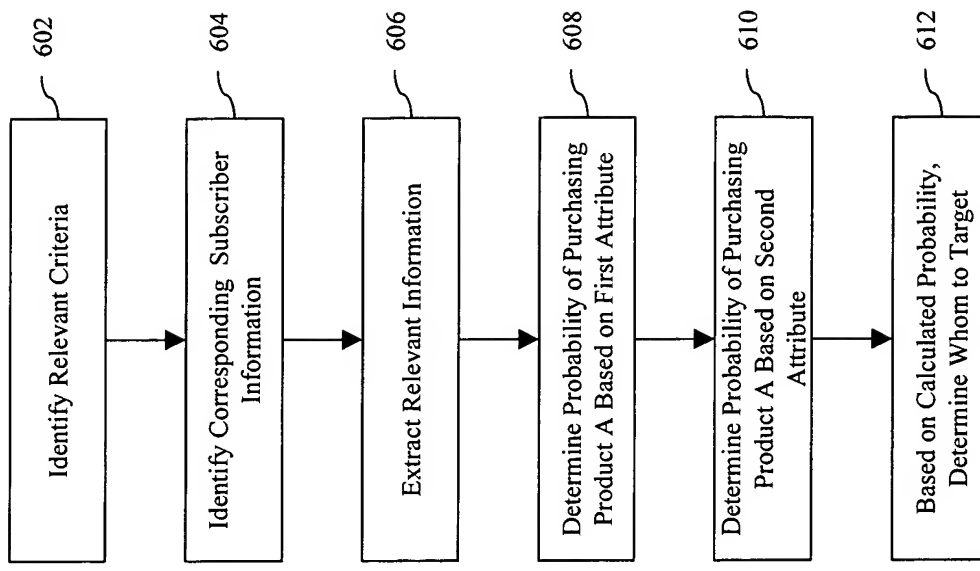 602
Identify Relevant Criteria
604
Identify Corresponding Subscriber
Information
606
Extract Relevant Information
608
Determine Probability of Purchasing
Product A Based on First Attribute
610
Determine Probability of Purchasing
Product A Based on Second
Attribute
612
Based on Calculated Probability,
Determine Whom to Target